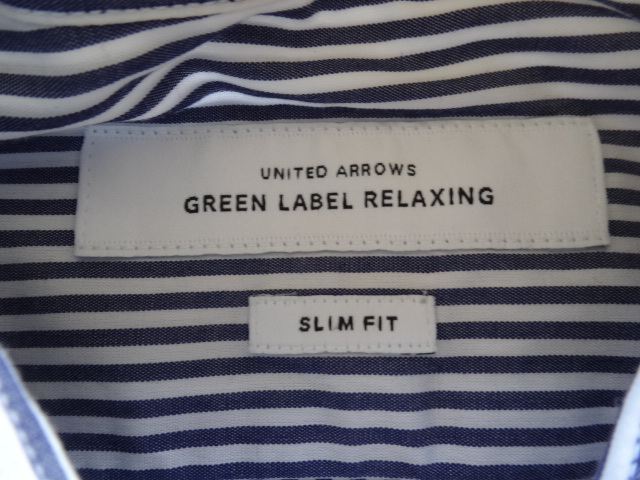 UNITED ARROWS
GREEN LABEL RELAXING
SLIM FIT